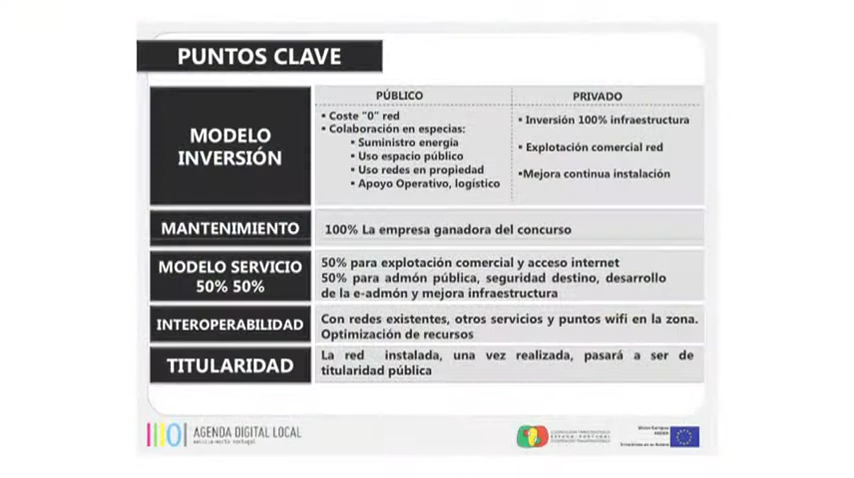 PUNTOS CLAVE
MODELO
INVERSIÓN
PÚBLICO
▪ Coste "0" red
▪ Colaboración en especias:
▪ Suministro energía
▪ Uso espacio público
▪ Uso redes en propiedad
▪ Apoyo Operativo, logístico
PRIVADO
▪ Inversión 100% infraestructura
▪ Explotación comercial red
▪Mejora continua instalación
MANTENIMIENTO
100% La empresa ganadora del concurso
MODELO SERVICIO
50% 50%
50% para explotación comercial y acceso internet
50% para admón pública, seguridad destino, desarrollo
de la e-admón y mejora infraestructura
INTEROPERABILIDAD
Con redes existentes, otros servicios y puntos wifi en la zona.
Optimización de recursos
TITULARIDAD
La red instalada, una vez realizada, pasará a ser de
titularidad pública
AGENDA DIGITAL LOCAL
ESPAÑA - PORTUGAL